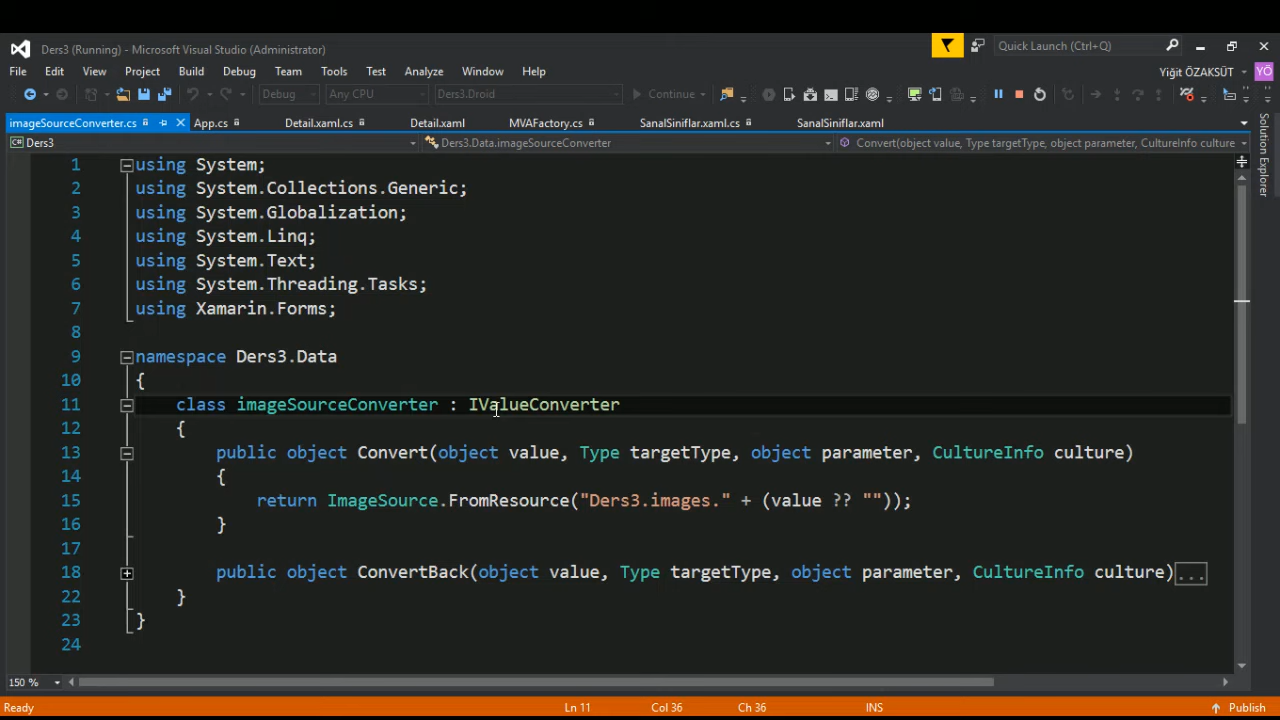 Ders3 (Running) - Microsoft Visual Studio (Administrator)
Quick Launch (Ctrl+Q)
File Edit View Project Build Debug Team Tools Test Analyze Window Help
Yiğit ÖZAKSÜT YÖ
Debug Any CPU Ders3.Droid Continue
imageSourceConverter.cs App.cs Detail.xaml.cs Detail.xaml MVAFactory.cs SanalSiniflar.xaml.cs SanalSiniflar.xaml
C# Ders3 Ders3.Data.imageSourceConverter Convert(object value, Type targetType, object parameter, CultureInfo culture
Solution Explorer
1 using System;
2 using System.Collections.Generic;
3 using System.Globalization;
4 using System.Linq;
5 using System.Text;
6 using System.Threading.Tasks;
7 using Xamarin.Forms;
8
9 namespace Ders3.Data
10 {
11 class imageSourceConverter : IValueConverter
12 {
13 public object Convert(object value, Type targetType, object parameter, CultureInfo culture)
14 {
15 return ImageSource.FromResource("Ders3.images." + (value ?? ""));
16 }
17
18 public object ConvertBack(object value, Type targetType, object parameter, CultureInfo culture)...
22 }
23 }
24
150 %
Ready Ln 11 Col 36 Ch 36 INS Publish